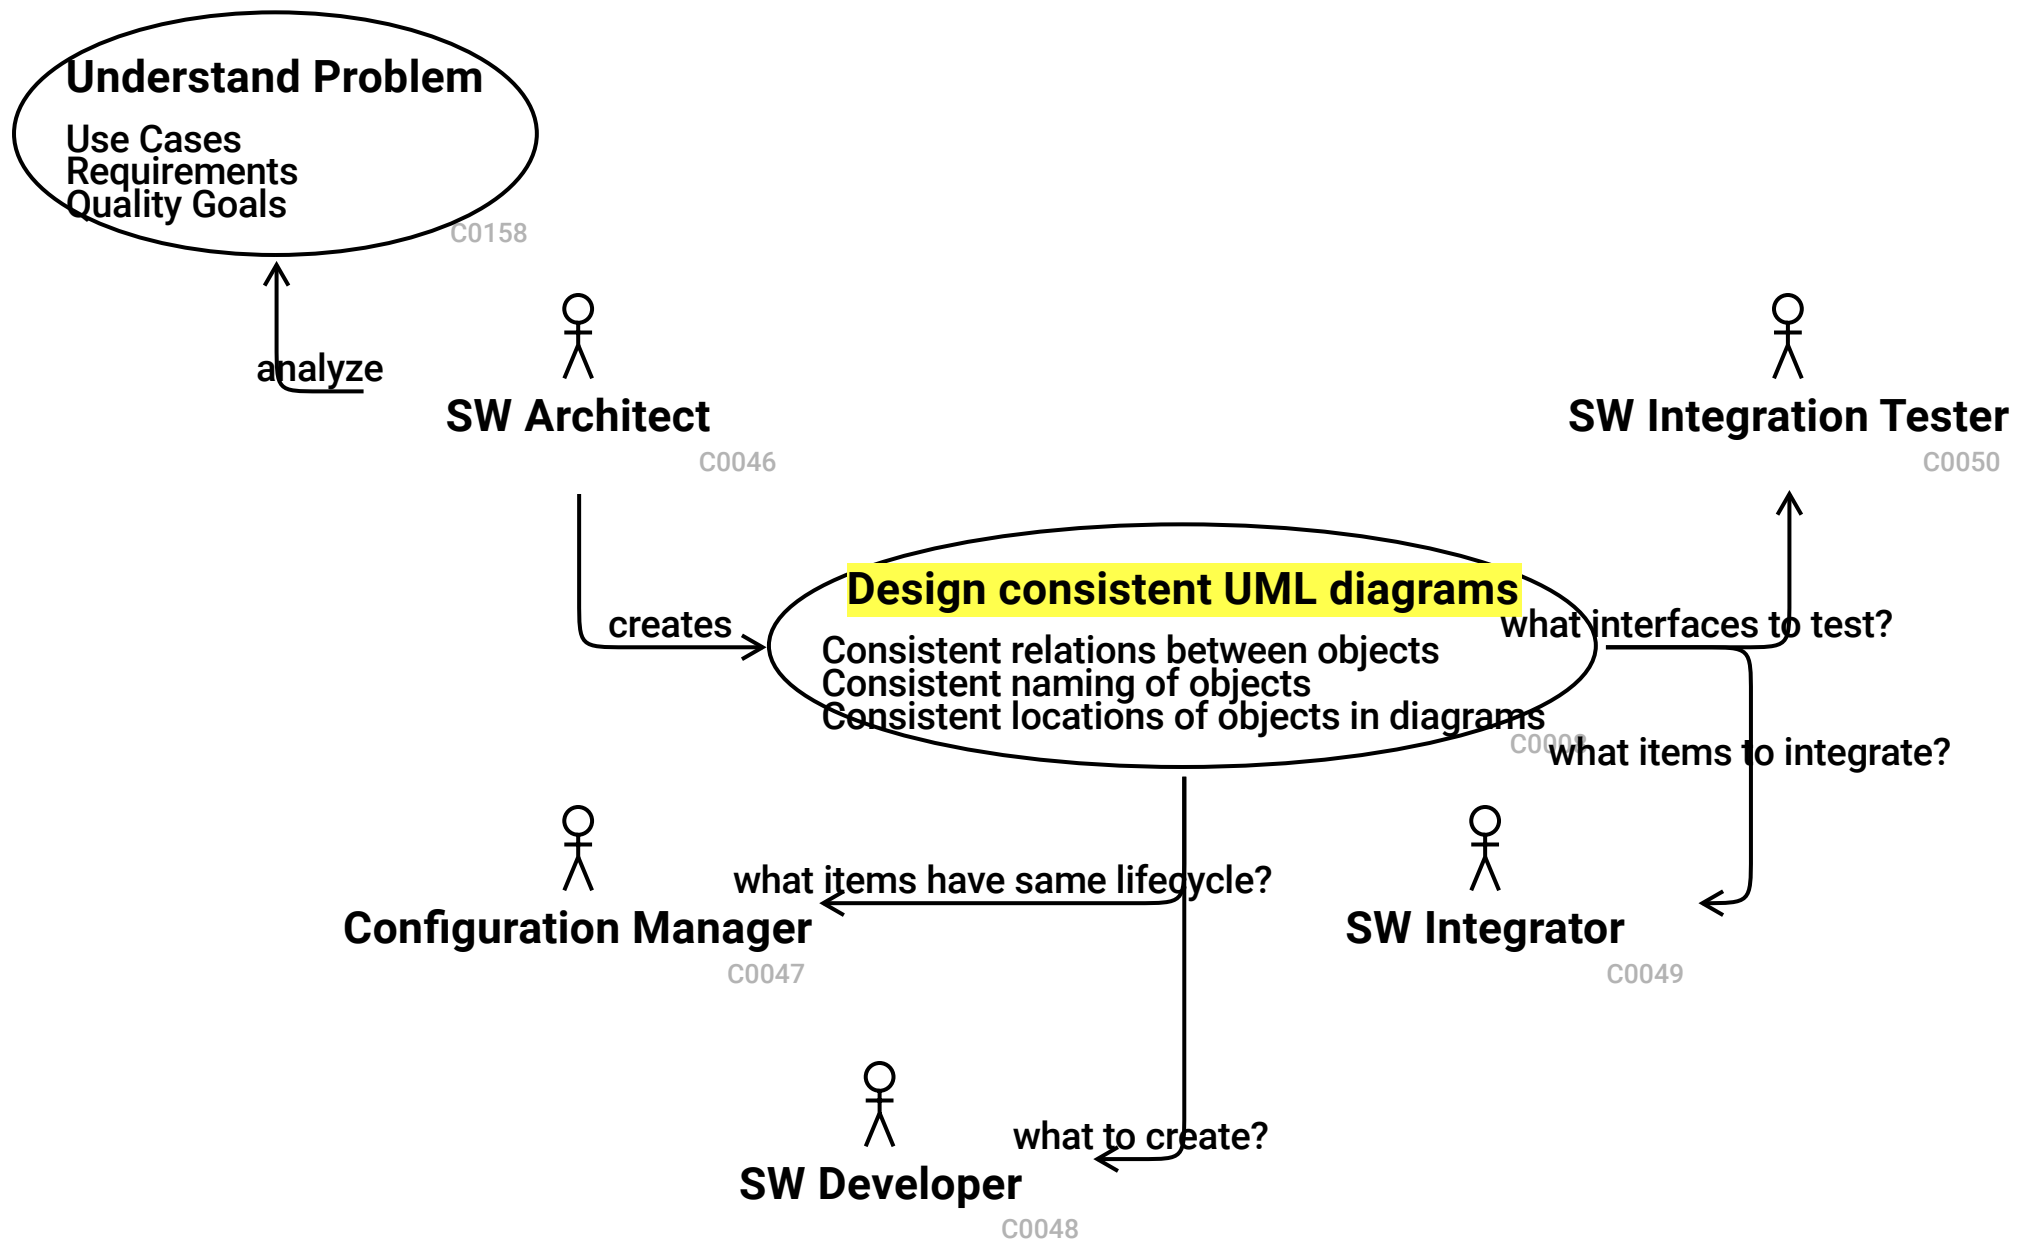 Understand Problem
Use Cases
Requirements
Quality Goals
C0158
analyze
SW Architect
C0046
SW Integration Tester
C0050
creates
Design consistent UML diagrams
Consistent relations between objects
Consistent naming of objects
Consistent locations of objects in diagrams
C0008
what interfaces to test?
what items to integrate?
what items have same lifecycle?
Configuration Manager
C0047
SW Integrator
C0049
what to create?
SW Developer
C0048